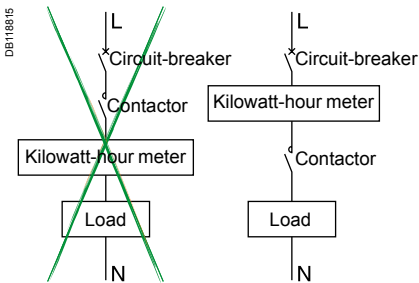 DB118815
L
Circuit-breaker
Contactor
Kilowatt-hour meter
Load
N
L
Circuit-breaker
Kilowatt-hour meter
Contactor
Load
N